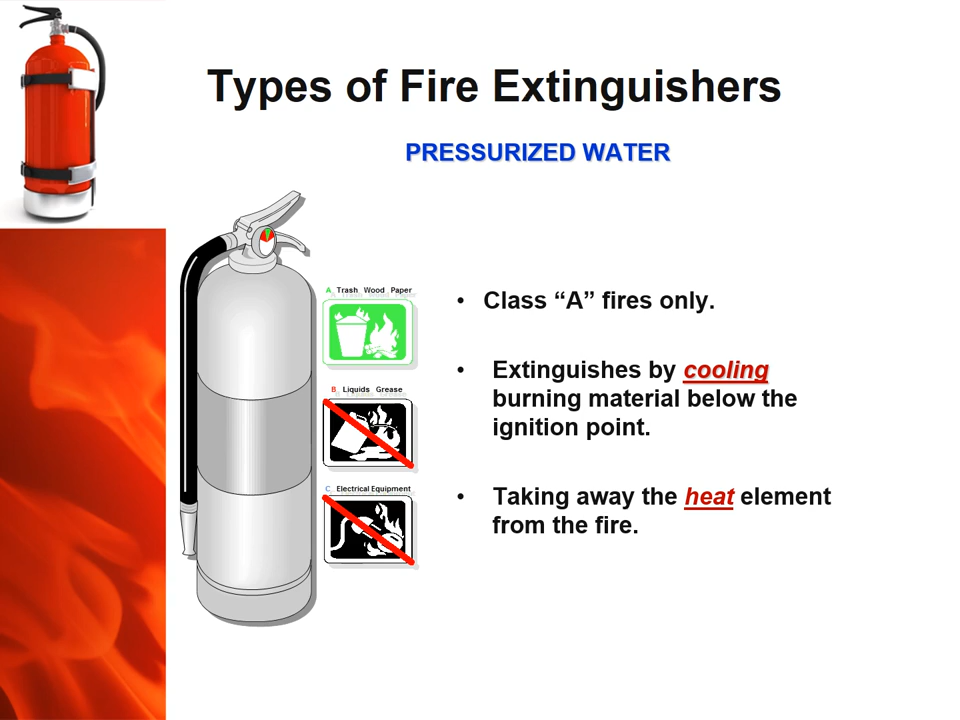 Types of Fire Extinguishers
PRESSURIZED WATER
A Trash Wood Paper
B Liquids Grease
C Electrical Equipment
• Class “A” fires only.
• Extinguishes by cooling
burning material below the
ignition point.
• Taking away the heat element
from the fire.